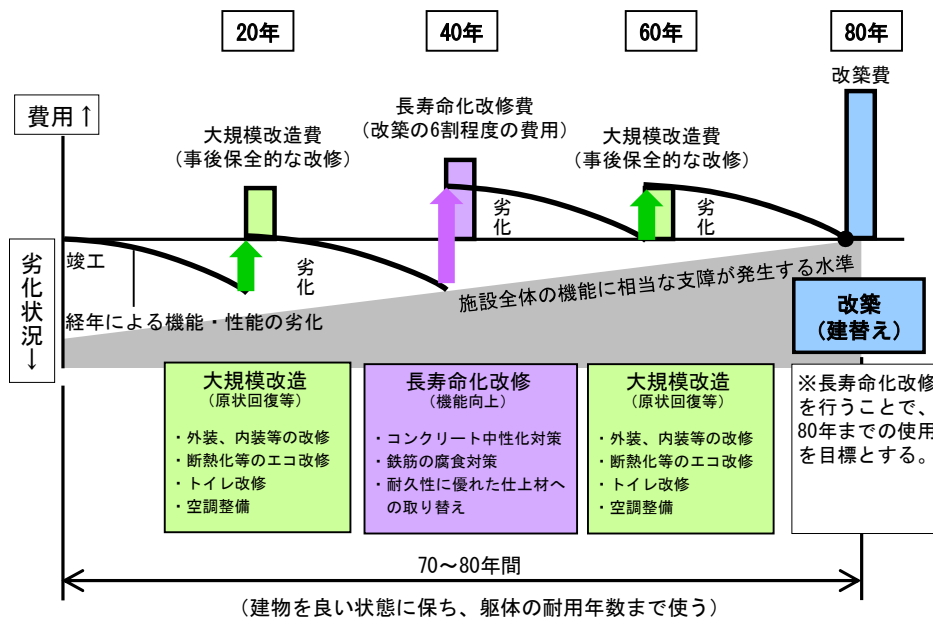 20年
40年
60年
80年
費用↑
大規模改造費
(事後保全的な改修)
長寿命化改修費
(改築の6割程度の費用)
大規模改造費
(事後保全的な改修)
改築費
劣化
劣化
劣化
劣化状況↓
竣工
経年による機能・性能の劣化
施設全体の機能に相当な支障が発生する水準
改築
(建替え)
大規模改造
(原状回復等)
・外装、内装等の改修
・断熱化等のエコ改修
・トイレ改修
・空調整備
長寿命化改修
(機能向上)
・コンクリート中性化対策
・鉄筋の腐食対策
・耐久性に優れた仕上材へ
の取り替え
大規模改造
(原状回復等)
・外装、内装等の改修
・断熱化等のエコ改修
・トイレ改修
・空調整備
※長寿命化改修
を行うことで、
80年までの使用
を目標とする。
70～80年間
(建物を良い状態に保ち、躯体の耐用年数まで使う)